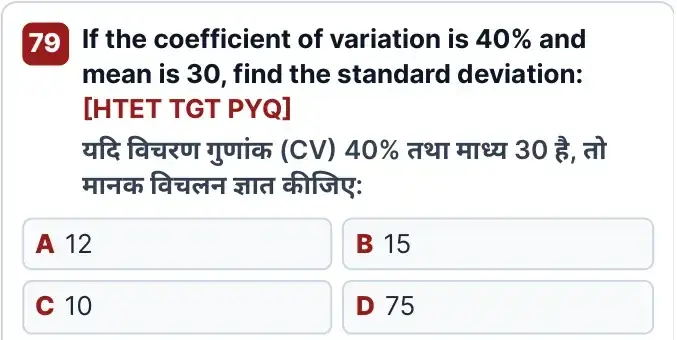 79 If the coefficient of variation is 40% and
mean is 30, find the standard deviation:
[HTET TGT PYQ]
यदि विचरण गुणांक (CV) 40% तथा माध्य 30 है, तो
मानक विचलन ज्ञात कीजिए:
A 12
B 15
C 10
D 75